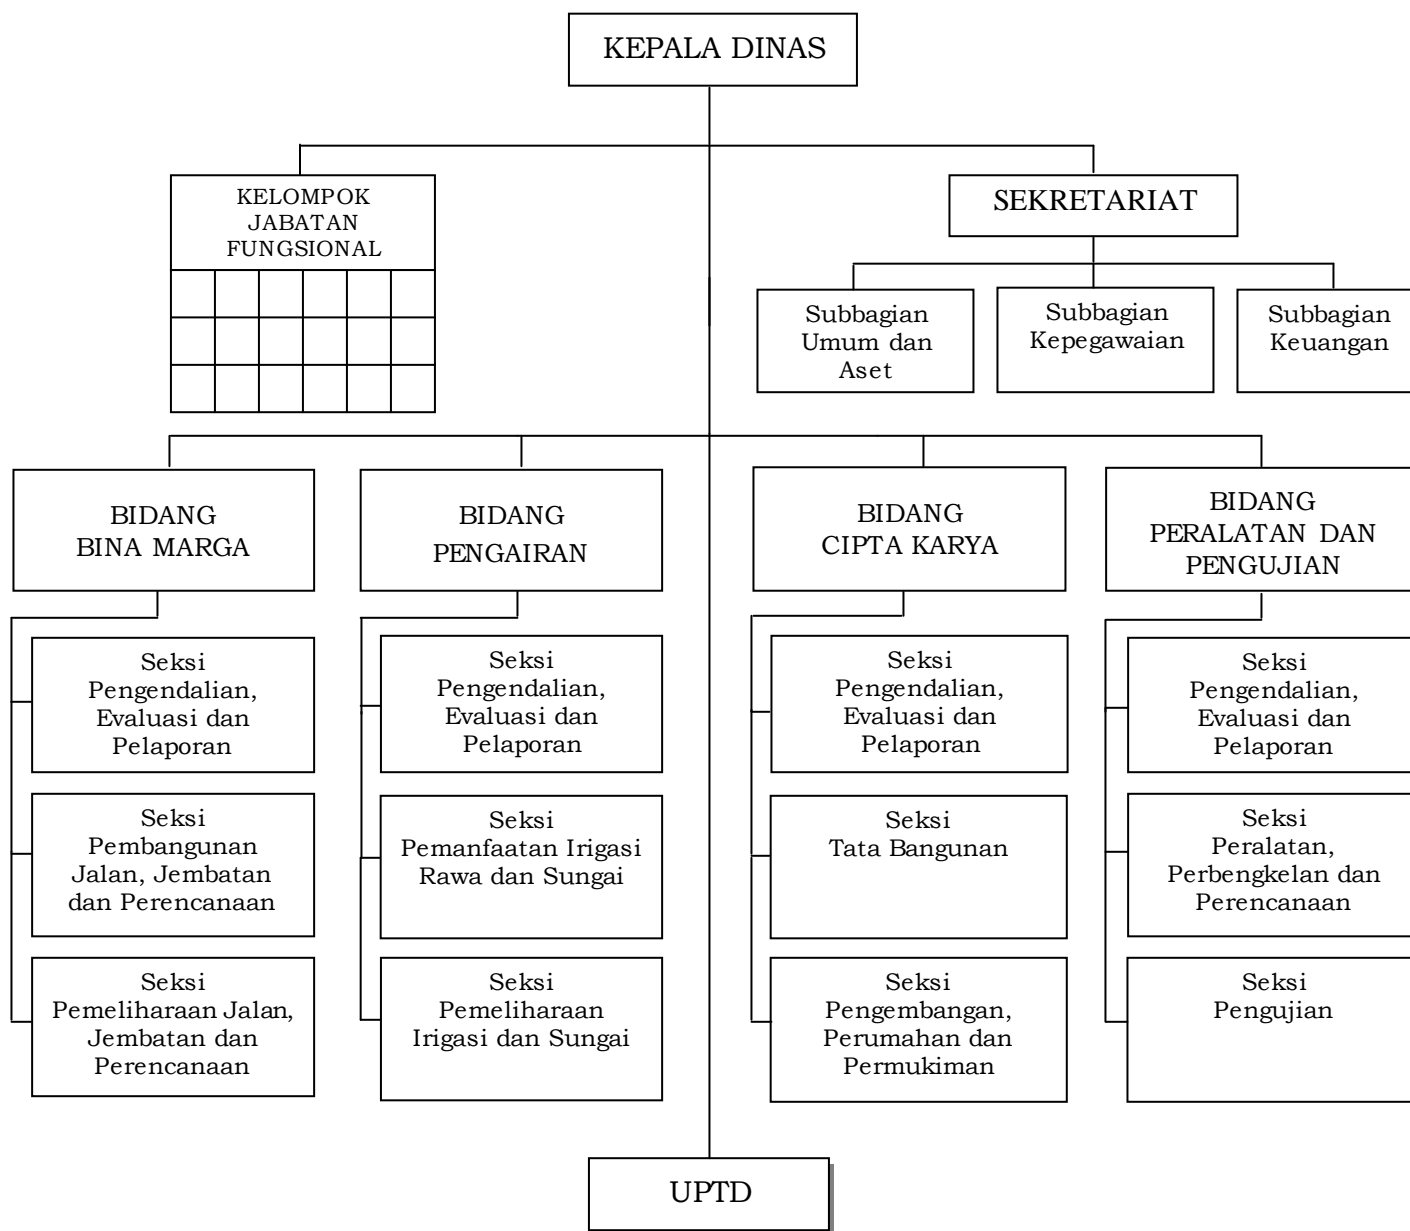 KEPALA DINAS
KELOMPOK
JABATAN
FUNGSIONAL
SEKRETARIAT
Subbagian
Umum dan
Aset
Subbagian
Kepegawaian
Subbagian
Keuangan
BIDANG
BINA MARGA
BIDANG
PENGAIRAN
BIDANG
CIPTA KARYA
BIDANG
PERALATAN DAN
PENGUJIAN
Seksi
Pengendalian,
Evaluasi dan
Pelaporan
Seksi
Pengendalian,
Evaluasi dan
Pelaporan
Seksi
Pengendalian,
Evaluasi dan
Pelaporan
Seksi
Pengendalian,
Evaluasi dan
Pelaporan
Seksi
Pembangunan
Jalan, Jembatan
dan Perencanaan
Seksi
Pemanfaatan Irigasi
Rawa dan Sungai
Seksi
Tata Bangunan
Seksi
Peralatan,
Perbengkelan dan
Perencanaan
Seksi
Pemeliharaan Jalan,
Jembatan dan
Perencanaan
Seksi
Pemeliharaan
Irigasi dan Sungai
Seksi
Pengembangan,
Perumahan dan
Permukiman
Seksi
Pengujian
UPTD